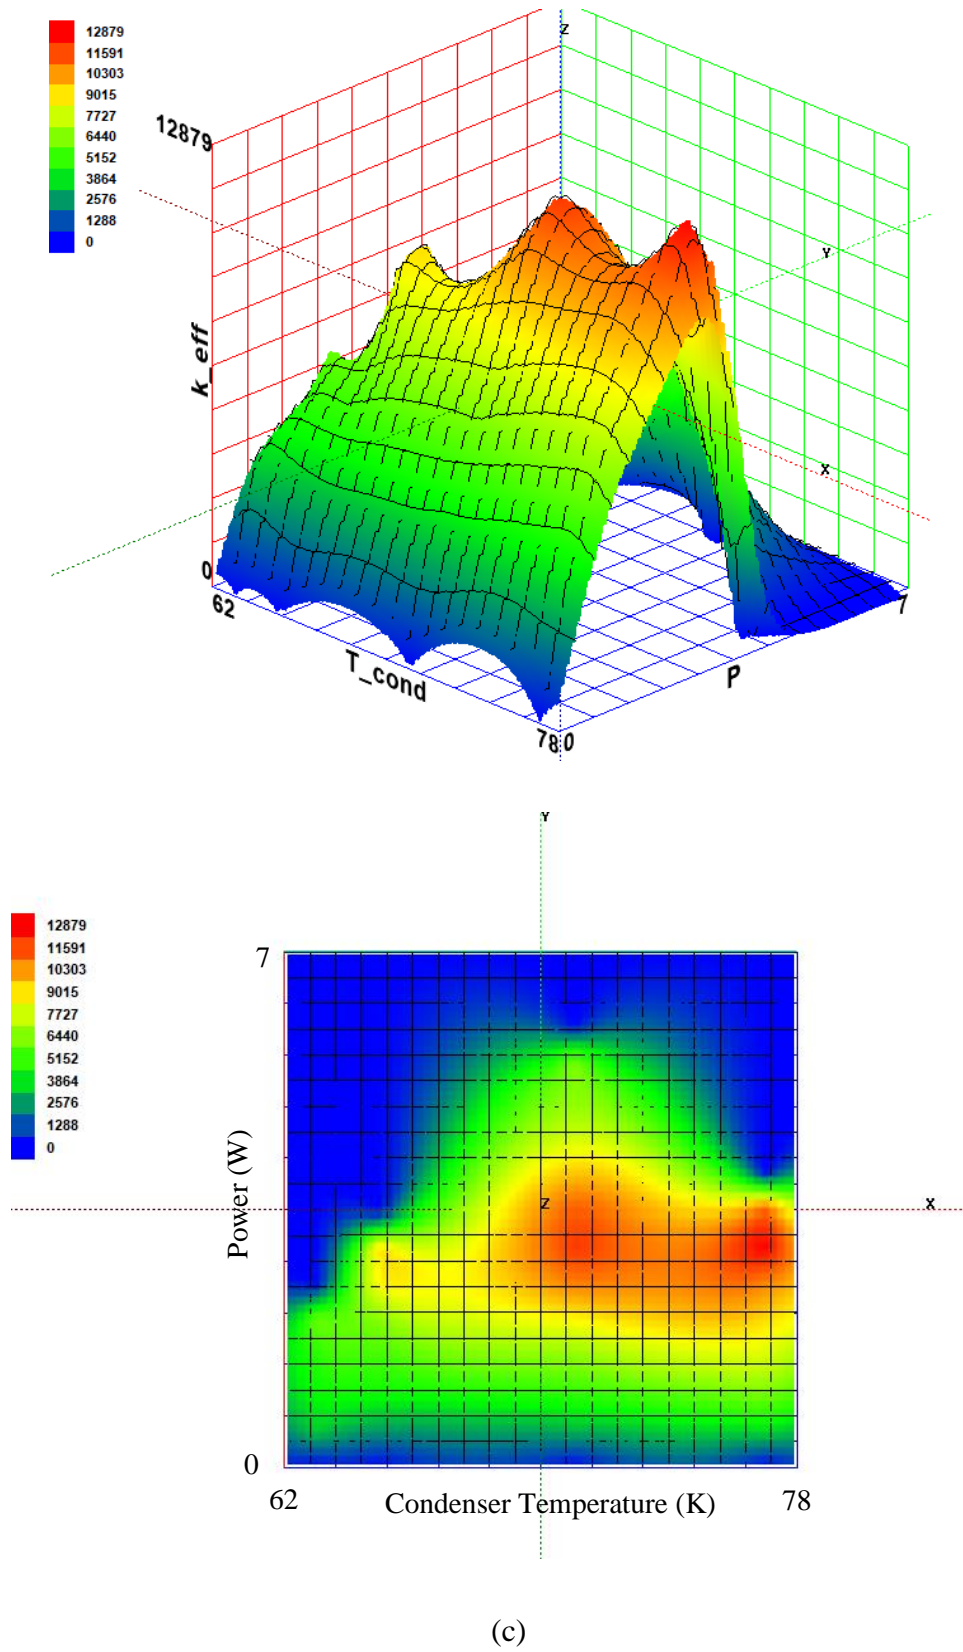 12879
11591
10303
9015
7727
6440
5152
3864
2576
1288
0
Z
12879
Y
k_eff
X
0
62
T_cond
78
0
P
7
Y
12879
11591
10303
9015
7727
6440
5152
3864
2576
1288
0
7
Power (W)
Z
X
0
62
Condenser Temperature (K)
78
(c)